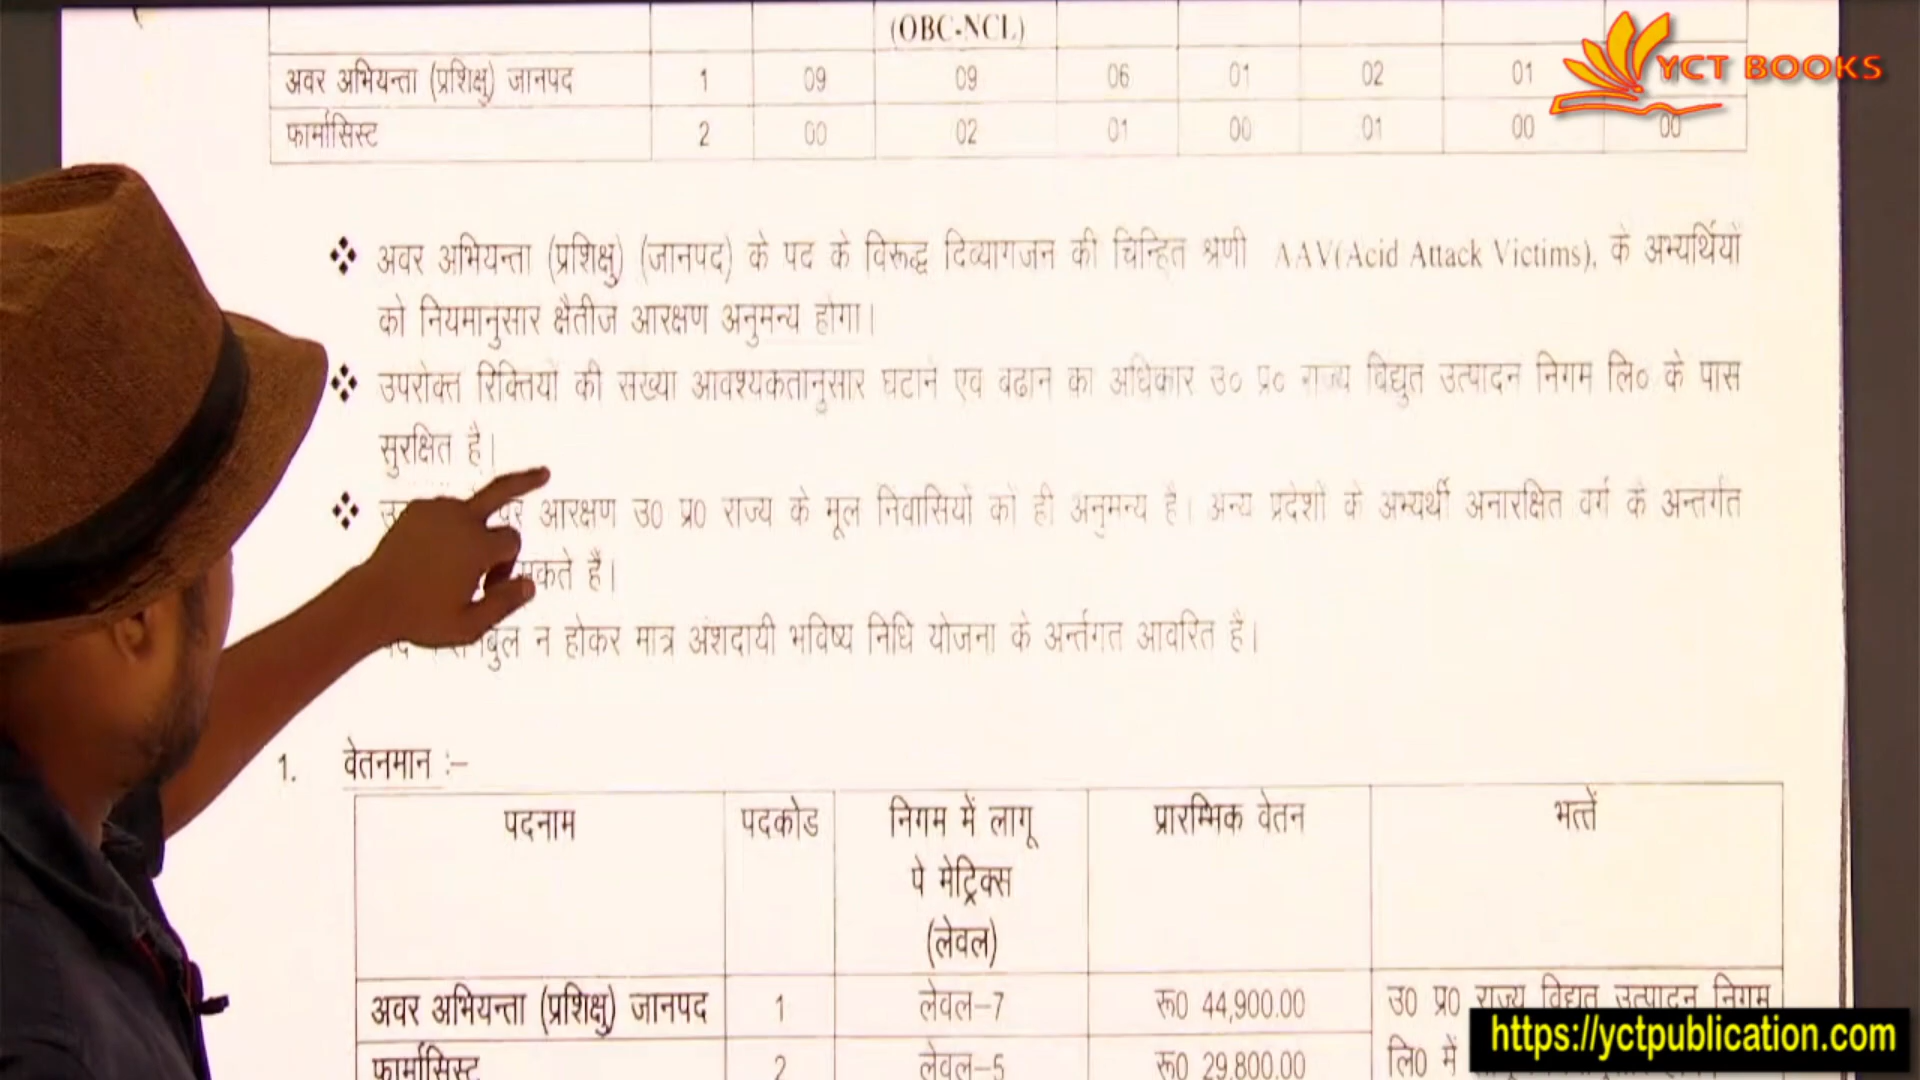 (OBC-NCL)
अवर अभियन्ता (प्रशिक्षु) जानपद 1 09 09 06 01 02 01
फार्मासिस्ट 2 00 02 01 00 01 00 00
YCT BOOKS
❖ अवर अभियन्ता (प्रशिक्षु) (जानपद) के पद के विरूद्ध दिव्यागजन की चिन्हित श्रेणी AAV(Acid Attack Victims), के अभ्यर्थियों
को नियमानुसार क्षैतीज आरक्षण अनुमन्य होगा।
❖ उपरोक्त रिक्तियों की संख्या आवश्यकतानुसार घटाने एवं बढाने का अधिकार उ० प्र० राज्य विद्युत उत्पादन निगम लि० के पास
सुरक्षित है।
❖ पर आरक्षण उ0 प्र0 राज्य के मूल निवासियों को ही अनुमन्य है। अन्य प्रदेशों के अभ्यर्थी अनारक्षित वर्ग के अन्तर्गत
सकते हैं।
न होकर मात्र अंशदायी भविष्य निधि योजना के अर्न्तगत आवरित है।
1. वेतनमान :–
पदनाम पदकोड निगम में लागू प्रारम्भिक वेतन भत्तें
पे मेट्रिक्स
(लेवल)
अवर अभियन्ता (प्रशिक्षु) जानपद 1 लेवल–7 रू0 44,900.00 उ0 प्र0 राज्य विद्युत उत्पादन निगम
फार्मासिस्ट 2 लेवल–5 रू0 29,800.00 लि0 में
https://yctpublication.com